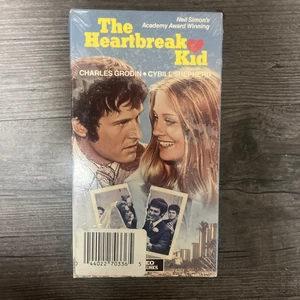 Neil Simon's
Academy Award Winning
The
Heartbreak
Kid
CHARLES GRODIN • CYBILL SHEPHERD